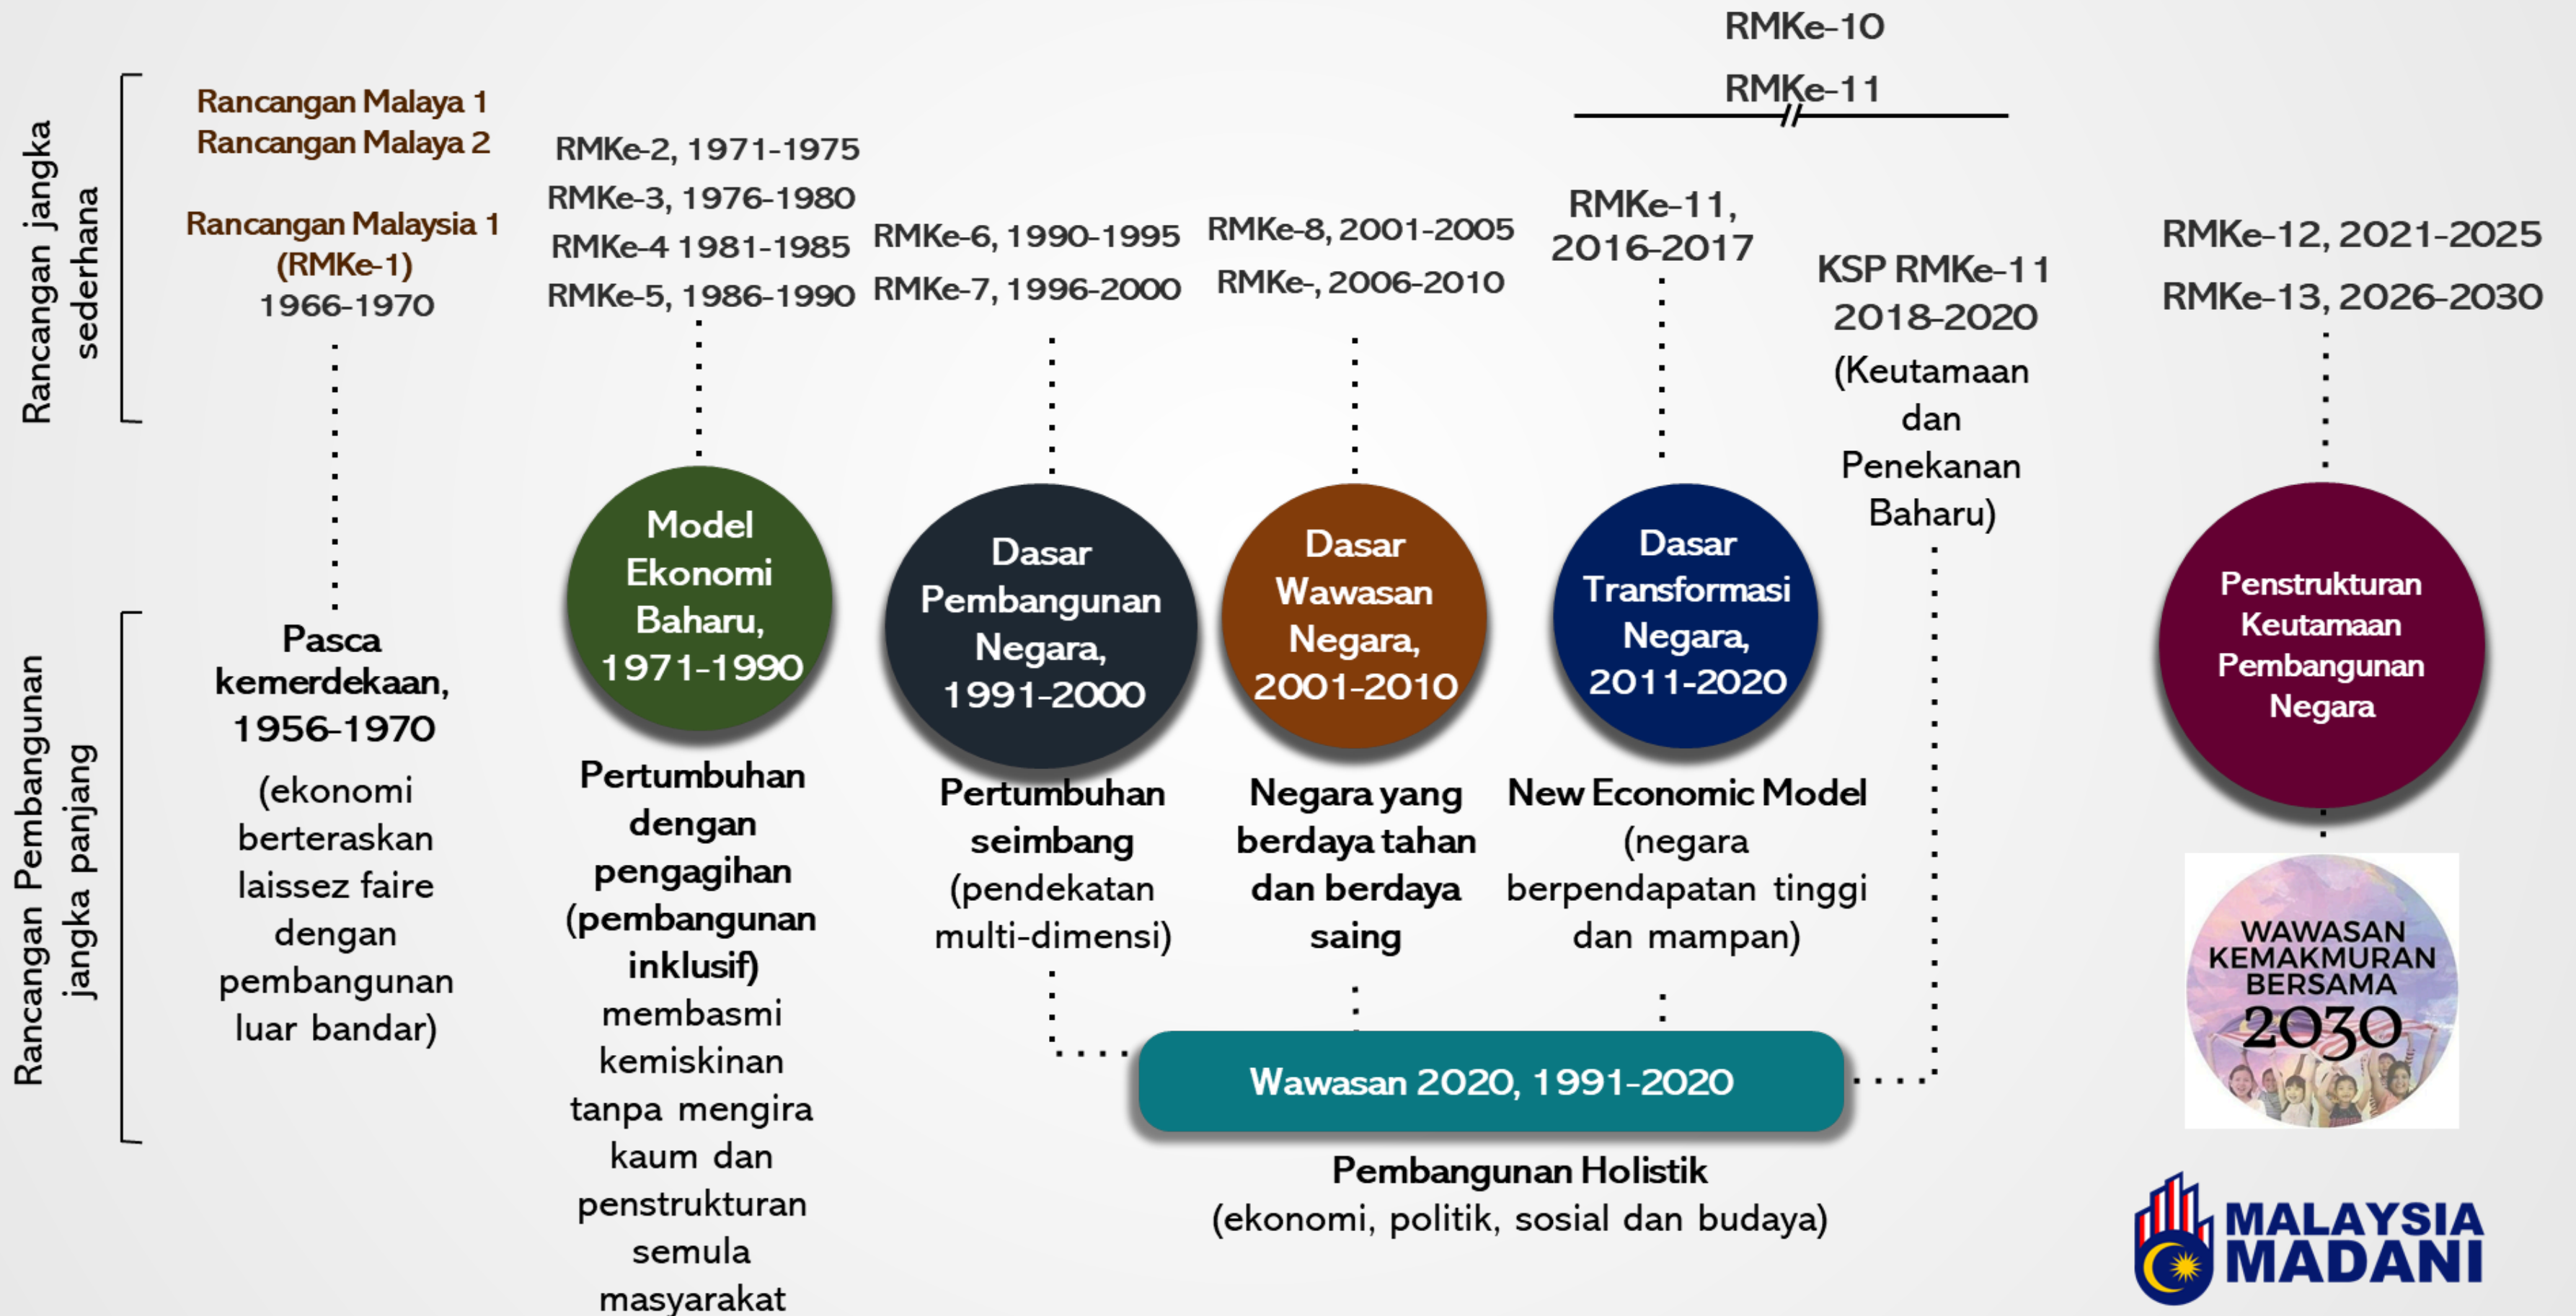 Rancangan jangka
sederhana
Rancangan Malaya 1
Rancangan Malaya 2
Rancangan Malaysia 1
(RMKe-1)
1966-1970
RMKe-2, 1971-1975
RMKe-3, 1976-1980
RMKe-4 1981-1985
RMKe-5, 1986-1990
RMKe-6, 1990-1995
RMKe-7, 1996-2000
RMKe-8, 2001-2005
RMKe-, 2006-2010
RMKe-10
RMKe-11
RMKe-11,
2016-2017
KSP RMKe-11
2018-2020
(Keutamaan
dan
Penekanan
Baharu)
RMKe-12, 2021-2025
RMKe-13, 2026-2030
Rancangan Pembangunan
jangka panjang
Pasca
kemerdekaan,
1956-1970
(ekonomi
berteraskan
laissez faire
dengan
pembangunan
luar bandar)
Model
Ekonomi
Baharu,
1971-1990
Pertumbuhan
dengan
pengagihan
(pembangunan
inklusif)
membasmi
kemiskinan
tanpa mengira
kaum dan
penstrukturan
semula
masyarakat
Dasar
Pembangunan
Negara,
1991-2000
Pertumbuhan
seimbang
(pendekatan
multi-dimensi)
Dasar
Wawasan
Negara,
2001-2010
Negara yang
berdaya tahan
dan berdaya
saing
Dasar
Transformasi
Negara,
2011-2020
New Economic Model
(negara
berpendapatan tinggi
dan mampan)
Wawasan 2020, 1991-2020
Pembangunan Holistik
(ekonomi, politik, sosial dan budaya)
Penstrukturan
Keutamaan
Pembangunan
Negara
WAWASAN
KEMAKMURAN
BERSAMA
2030
MALAYSIA
MADANI